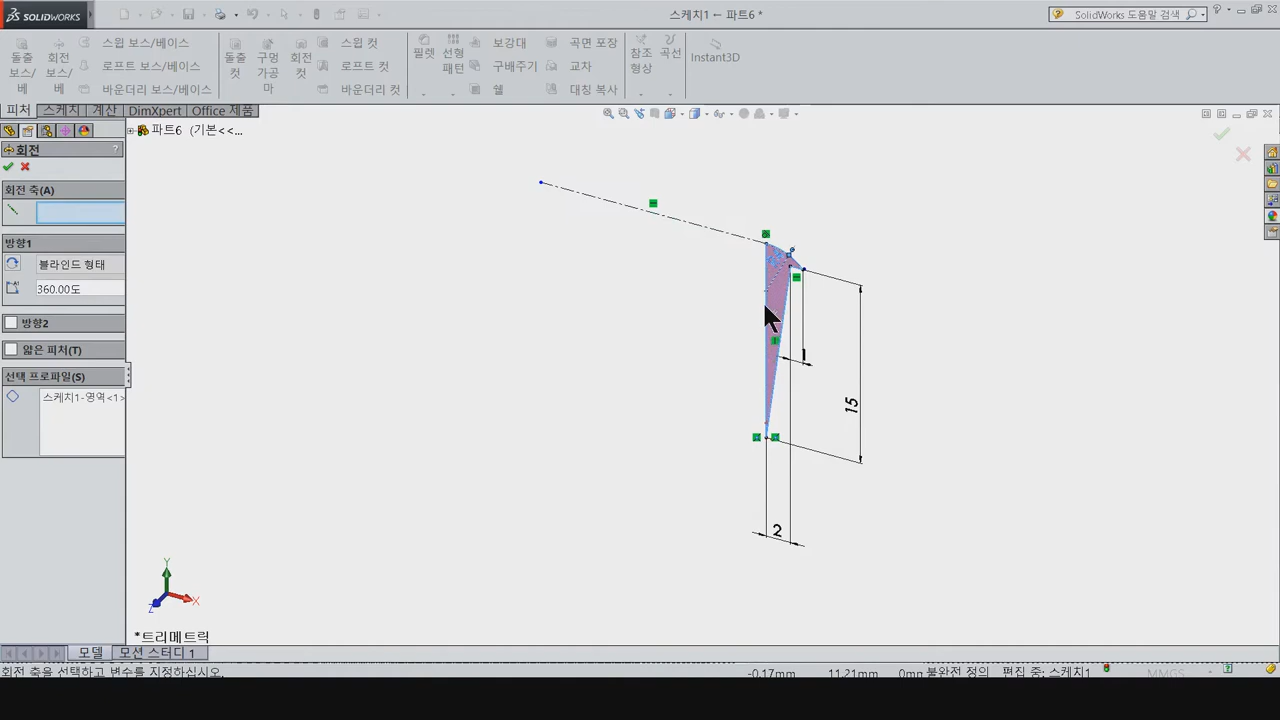 SOLIDWORKS
스케치1 ← 파트6 *
SolidWorks 도움말 검색
돌출 보스/베
회전 보스/베
스윕 보스/베이스
로프트 보스/베이스
바운더리 보스/베이스
돌출 컷
구멍 가공 마
회전 컷
스윕 컷
로프트 컷
바운더리 컷
필렛
선형 패턴
보강대
구배주기
쉘
곡면 포장
교차
대칭 복사
참조 형상
곡선
Instant3D
피처
스케치
계산
DimXpert
Office 제품
파트6 (기본<<...
회전
?
회전 축(A)
방향1
블라인드 형태
360.00도
방향2
얇은 피처(T)
선택 프로파일(S)
스케치1-영역<1>
1
15
2
Y
X
Z
*트리메트릭
모델
모션 스터디 1
회전 축을 선택하고 변수를 지정하십시오.
-0.17mm
11.21mm
0mm
불완전 정의
편집 중: 스케치1
MMGS